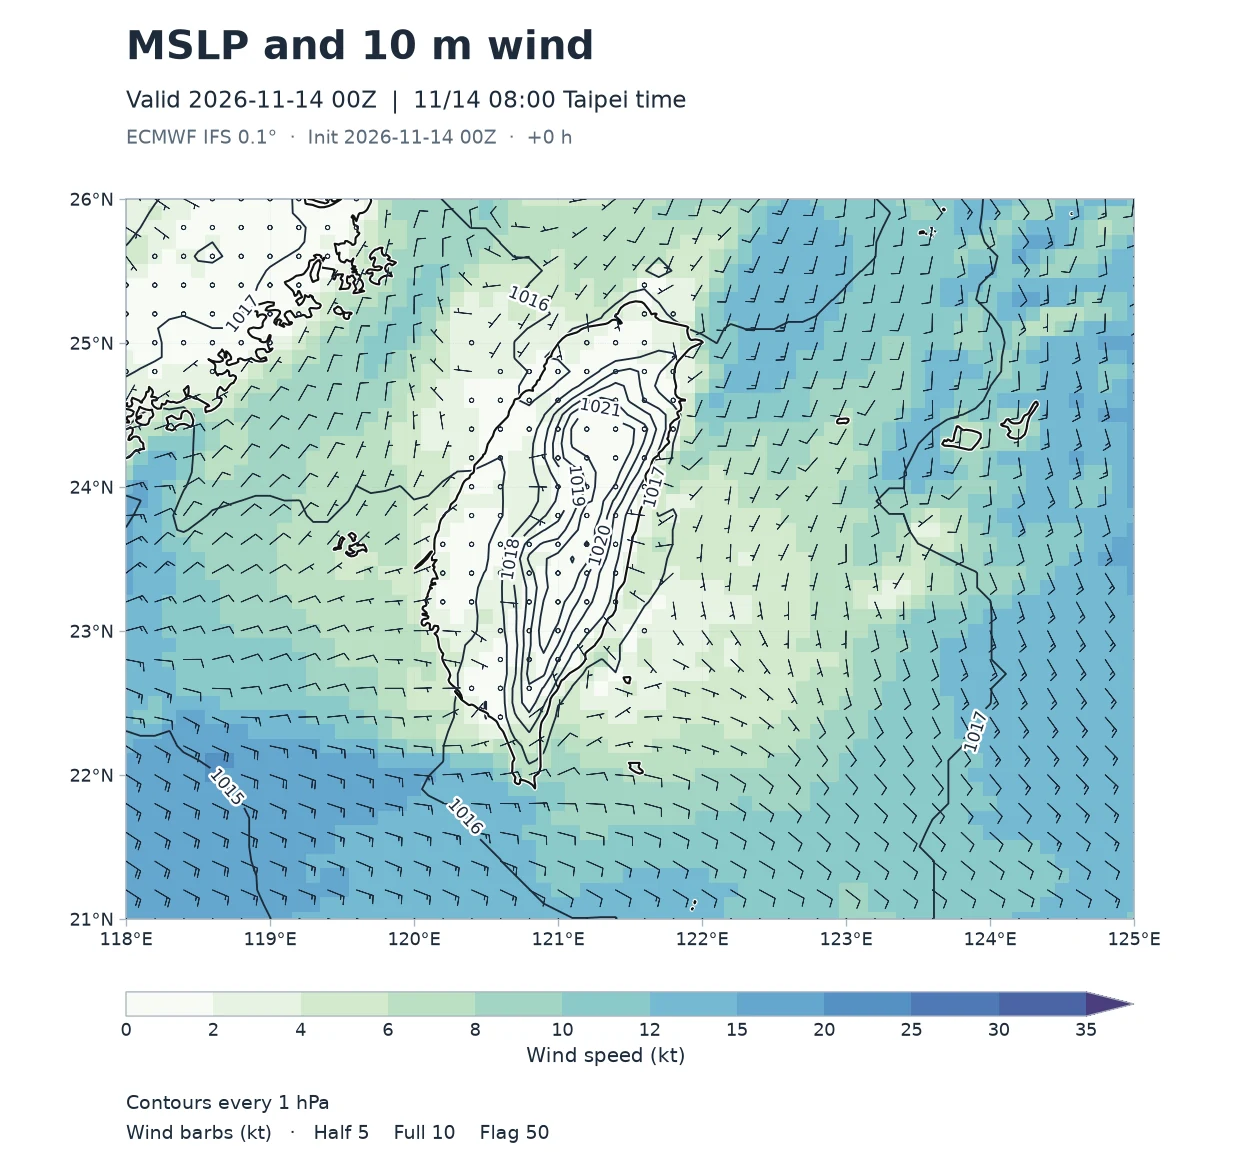 MSLP and 10 m wind
Valid 2026-11-14 00Z | 11/14 08:00 Taipei time
ECMWF IFS 0.1° · Init 2026-11-14 00Z · +0 h
26°N
1016
1017
25°N
1021
24°N
1019
1017
1020
1018
23°N
1017
22°N
1015
1016
21°N
118°E 119°E 120°E 121°E 122°E 123°E 124°E 125°E
0 2 4 6 8 10 12 15 20 25 30 35
Wind speed (kt)
Contours every 1 hPa
Wind barbs (kt) · Half 5 Full 10 Flag 50